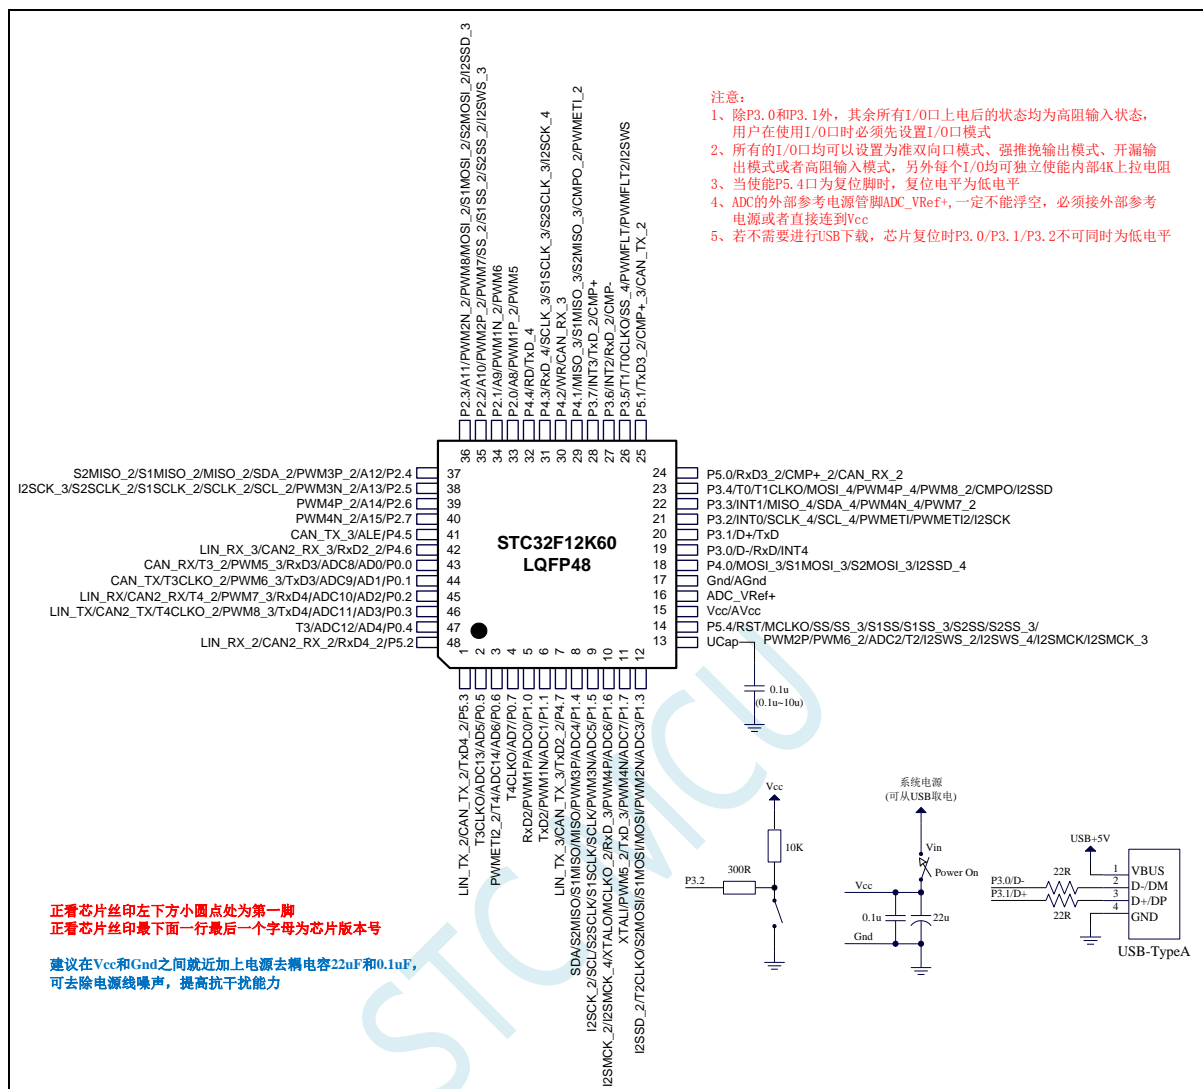 P2.3/A11/PWM2N_2/PWM8/MOSI_2/S1MOSI_2/S2MOSI_2/I2SSD_3
P2.2/A10/PWM2P_2/PWM7/SS_2/S1SS_2/S2SS_2/I2SWS_3
P2.1/A9/PWM1N_2/PWM6
P2.0/A8/PWM1P_2/PWM5
P4.4/RD/TxD_4
P4.3/RxD_4/SCLK_3/S1SCLK_3/S2SCLK_3/I2SCK_4
P4.2/WR/CAN_RX_3
P4.1/MISO_3/S1MISO_3/S2MISO_3/CMPO_2/PWMETI_2
P3.7/INT3/TxD_2/CMP+
P3.6/INT2/RxD_2/CMP-
P3.5/T1/T0CLKO/SS_4/PWMFLT/PWMFLT2/I2SWS
P5.1/TxD3_2/CMP+_3/CAN_TX_2
注意：
1、除P3.0和P3.1外，其余所有I/O口上电后的状态均为高阻输入状态，
用户在使用I/O口时必须先设置I/O口模式
2、所有的I/O口均可以设置为准双向口模式、强推挽输出模式、开漏输
出模式或者高阻输入模式，另外每个I/O均可独立使能内部4K上拉电阻
3、当使能P5.4口为复位脚时，复位电平为低电平
4、ADC的外部参考电源管脚ADC_VRef+,一定不能浮空，必须接外部参考
电源或者直接连到Vcc
5、若不需要进行USB下载，芯片复位时P3.0/P3.1/P3.2不可同时为低电平
36 35 34 33 32 31 30 29 28 27 26 25
S2MISO_2/S1MISO_2/MISO_2/SDA_2/PWM3P_2/A12/P2.4 37
I2SCK_3/S2SCLK_2/S1SCLK_2/SCLK_2/SCL_2/PWM3N_2/A13/P2.5 38
PWM4P_2/A14/P2.6 39
PWM4N_2/A15/P2.7 40
CAN_TX_3/ALE/P4.5 41
LIN_RX_3/CAN2_RX_3/RxD2_2/P4.6 42
CAN_RX/T3_2/PWM5_3/RxD3/ADC8/AD0/P0.0 43
CAN_TX/T3CLKO_2/PWM6_3/TxD3/ADC9/AD1/P0.1 44
LIN_RX/CAN2_RX/T4_2/PWM7_3/RxD4/ADC10/AD2/P0.2 45
LIN_TX/CAN2_TX/T4CLKO_2/PWM8_3/TxD4/ADC11/AD3/P0.3 46
T3/ADC12/AD4/P0.4 47
LIN_RX_2/CAN2_RX_2/RxD4_2/P5.2 48
STC32F12K60
LQFP48
24 P5.0/RxD3_2/CMP+_2/CAN_RX_2
23 P3.4/T0/T1CLKO/MOSI_4/PWM4P_4/PWM8_2/CMPO/I2SSD
22 P3.3/INT1/MISO_4/SDA_4/PWM4N_4/PWM7_2
21 P3.2/INT0/SCLK_4/SCL_4/PWMETI/PWMETI2/I2SCK
20 P3.1/D+/TxD
19 P3.0/D-/RxD/INT4
18 P4.0/MOSI_3/S1MOSI_3/S2MOSI_3/I2SSD_4
17 Gnd/AGnd
16 ADC_VRef+
15 Vcc/AVcc
14 P5.4/RST/MCLKO/SS/SS_3/S1SS/S1SS_3/S2SS/S2SS_3/
PWM2P/PWM6_2/ADC2/T2/I2SWS_2/I2SWS_4/I2SMCK/I2SMCK_3
13 UCap
1 2 3 4 5 6 7 8 9 10 11 12
LIN_TX_2/CAN_TX_2/TxD4_2/P5.3
T3CLKO/ADC13/AD5/P0.5
PWMETI2_2/T4/ADC14/AD6/P0.6
T4CLKO/AD7/P0.7
RxD2/PWM1P/ADC0/P1.0
TxD2/PWM1N/ADC1/P1.1
LIN_TX_3/CAN_TX_3/TxD2_2/P4.7
SDA/S2MISO/S1MISO/MISO/PWM3P/ADC4/P1.4
I2SCK_2/SCL/S2SCLK/S1SCLK/SCLK/PWM3N/ADC5/P1.5
I2SMCK_2/I2SMCK_4/XTALO/MCLKO_2/RxD_3/PWM4P/ADC6/P1.6
XTALI/PWM5_2/TxD_3/PWM4N/ADC7/P1.7
I2SSD_2/T2CLKO/S2MOSI/S1MOSI/MOSI/PWM2N/ADC3/P1.3
0.1u
(0.1u~10u)
Vcc
10K
300R
P3.2
系统电源
(可从USB取电)
Vin
Power On
Vcc
0.1u
22u
Gnd
USB+5V
P3.0/D-
P3.1/D+
22R
22R
1 VBUS
2 D-/DM
3 D+/DP
4 GND
USB-TypeA
正看芯片丝印左下方小圆点处为第一脚
正看芯片丝印最下面一行最后一个字母为芯片版本号
建议在Vcc和Gnd之间就近加上电源去耦电容22uF和0.1uF，
可去除电源线噪声，提高抗干扰能力
STC MCU